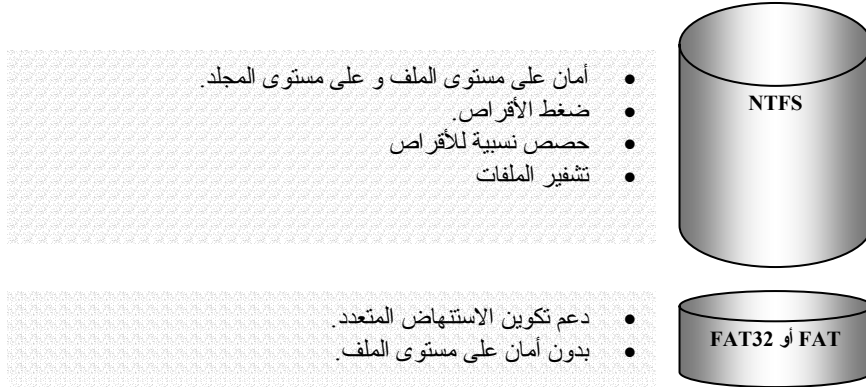 NTFS
• أمان على مستوى الملف و على مستوى المجلد.
• ضغط الأقراص.
• حصص نسبية للأقراص
• تشفير الملفات
FAT أو FAT32
• دعم تكوين الاستنهاض المتعدد.
• بدون أمان على مستوى الملف.